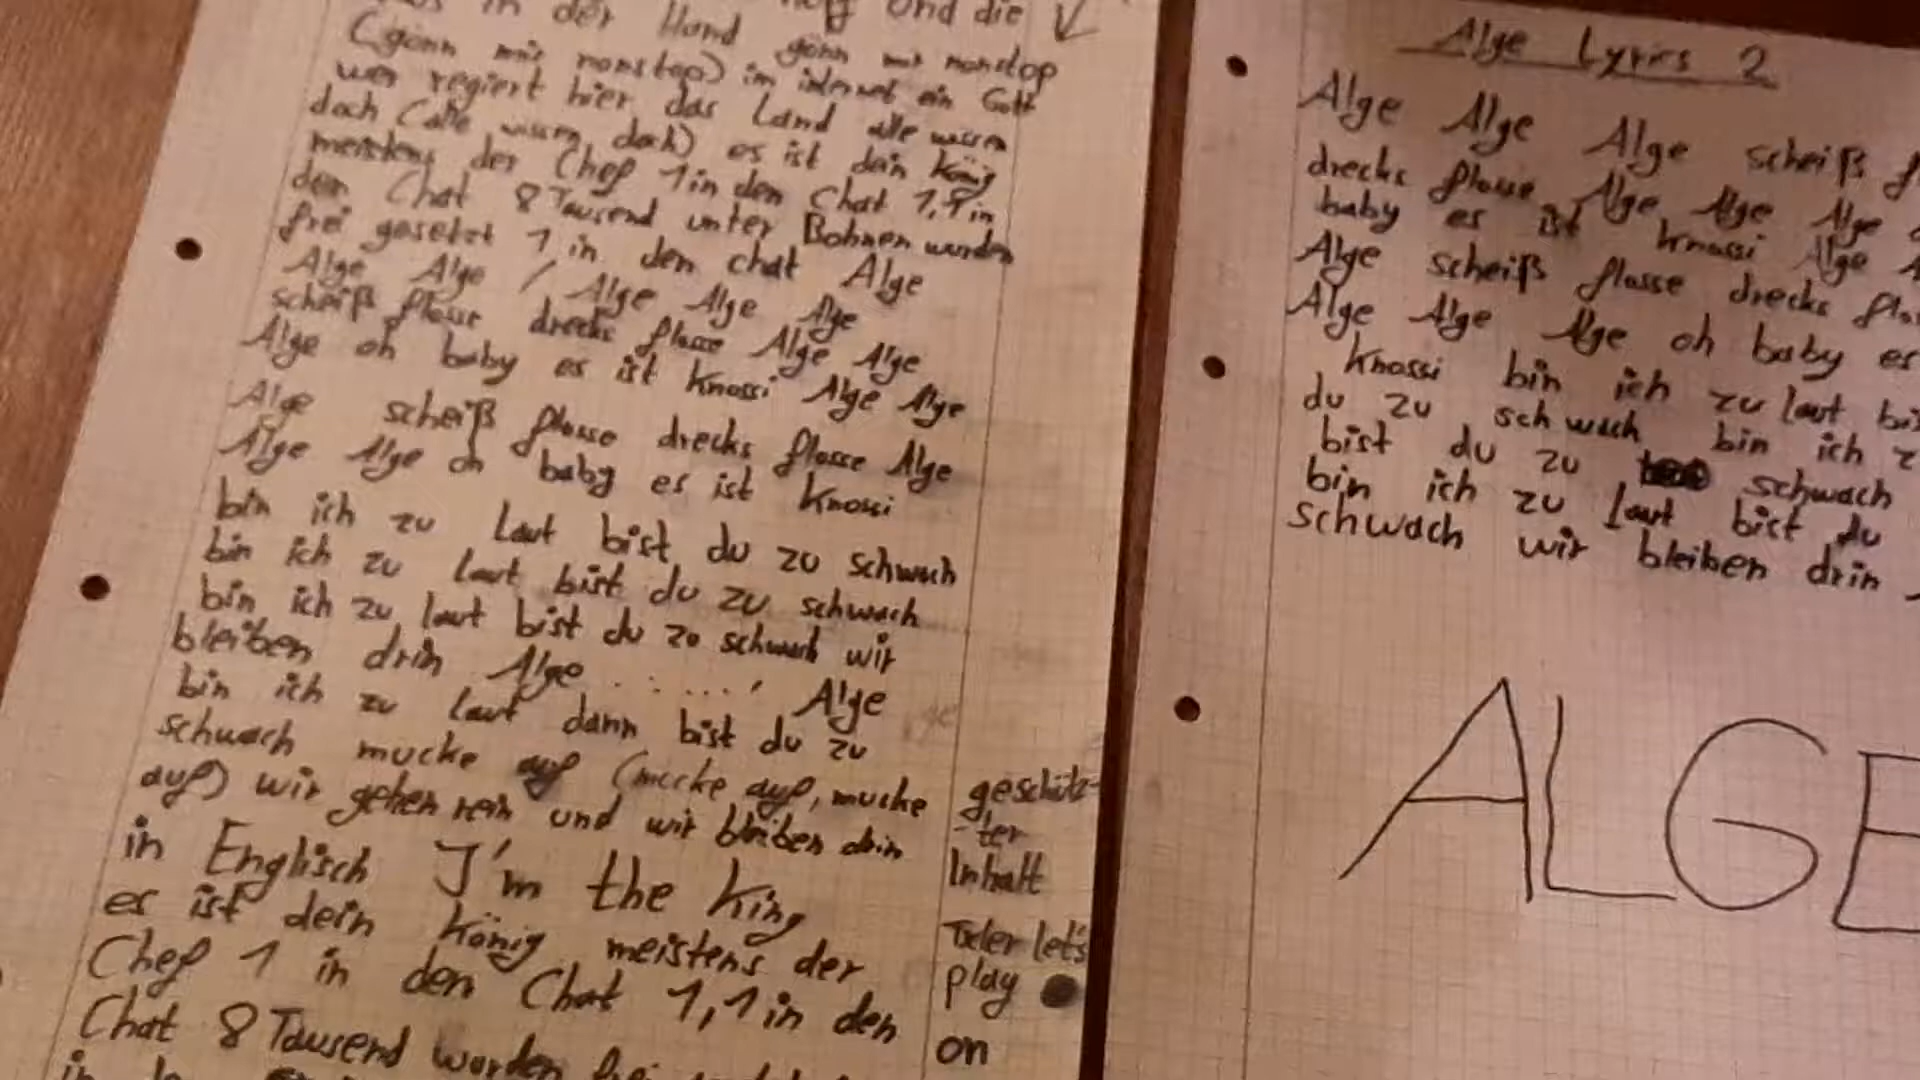 in der Hand und die
(gönn mir nonstop) gönn mir nonstop
im internet ein Gott
wer regiert hier das Land alle wissen
doch (alle wissen doch) es ist dein König
meistens der Chef 1 in den Chat 1,1 in
den Chat 8 Tausend unter Bohnen wurden
frei gesetzt 1 in den chat Alge
Alge Alge / Alge Alge Alge
scheiß flosse drecks flosse Alge Alge
Alge oh baby es ist Knossi Alge Alge
Alge scheiß flosse drecks flosse Alge
Alge Alge oh baby es ist Knossi
bin ich zu Laut bist du zu schwach
bin ich zu laut bist du zu schwach
bin ich zu laut bist du zu schwach wir
bleiben drin Alge ......, Alge
bin ich zu laut dann bist du zu
schwach mucke auf (mucke auf, mucke
auf) wir gehen rein und wir bleiben drin
in Englisch I'm the King
es ist dein König meistens der
Chef 1 in den Chat 1,1 in den
Chat 8 Tausend wurden frei
geschütz-
-ter
Inhalt
let's
play
on
Alge Lyrics 2
Alge Alge Alge scheiß
drecks flosse Alge Alge Alge
baby es ist knossi Alge
Alge scheiß flosse drecks
Alge Alge Alge oh baby es
Knossi bin ich zu laut
du zu schwach bin ich
bist du zu schwach
bin ich zu laut bist du
schwach wir bleiben drin
ALGE